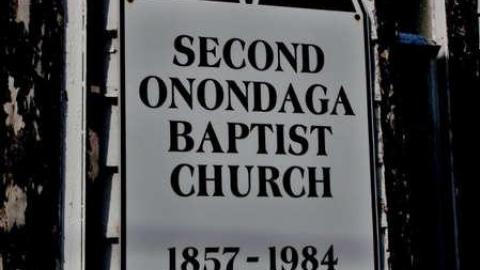 SECOND
ONONDAGA
BAPTIST
CHURCH
1857-1984